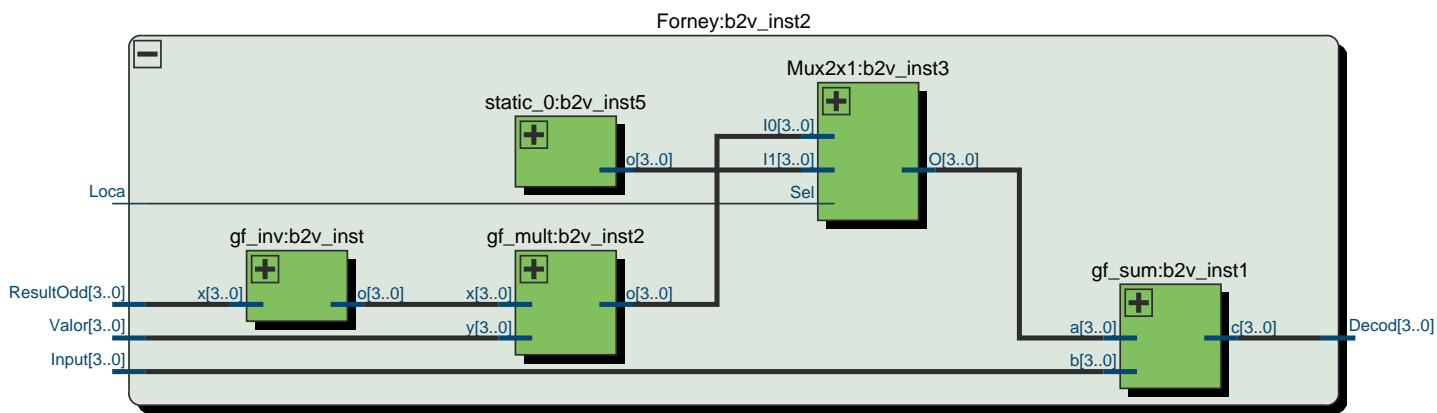 Forney:b2v_inst2
Mux2x1:b2v_inst3
static_0:b2v_inst5
I0[3..0]
o[3..0]
I1[3..0]
O[3..0]
Loca
Sel
gf_inv:b2v_inst
gf_mult:b2v_inst2
gf_sum:b2v_inst1
ResultOdd[3..0]
x[3..0]
o[3..0]
x[3..0]
o[3..0]
Valor[3..0]
y[3..0]
a[3..0]
c[3..0]
Decod[3..0]
Input[3..0]
b[3..0]